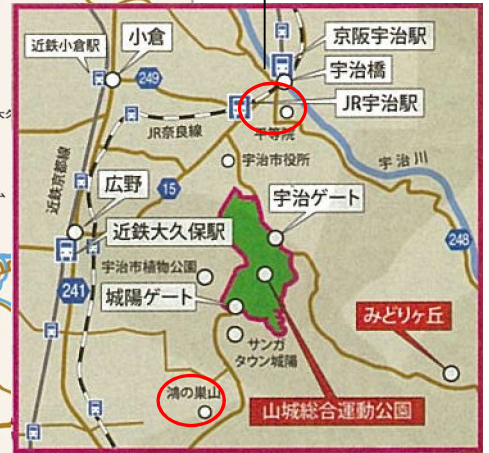 近鉄小倉駅
小倉
京阪宇治駅
249
宇治橋
JR宇治駅
JR奈良線
平等院
宇治市役所
宇治川
近鉄京都線
広野
15
宇治ゲート
近鉄大久保駅
248
宇治市植物公園
241
城陽ゲート
みどりヶ丘
サンガ
タウン城陽
鴻の巣山
山城総合運動公園